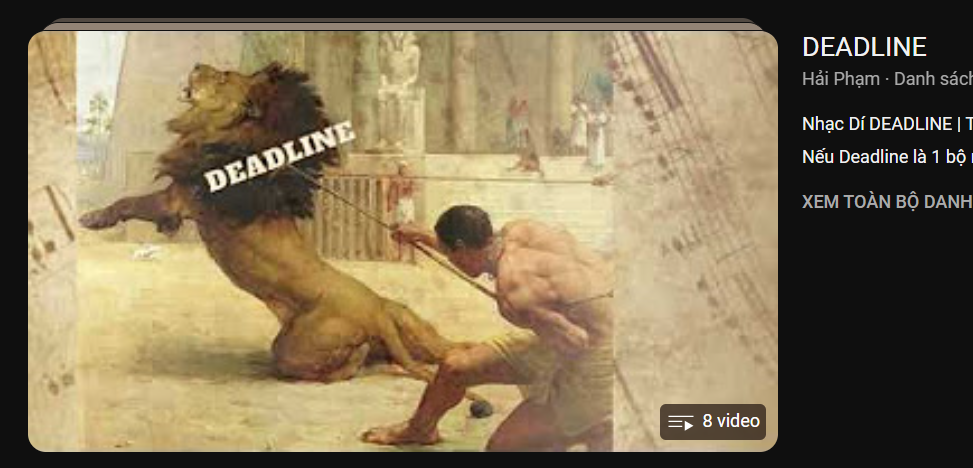 DEADLINE
8 video
DEADLINE
Hải Phạm · Danh sách
Nhạc Dí DEADLINE | T
Nếu Deadline là 1 bộ
XEM TOÀN BỘ DANH